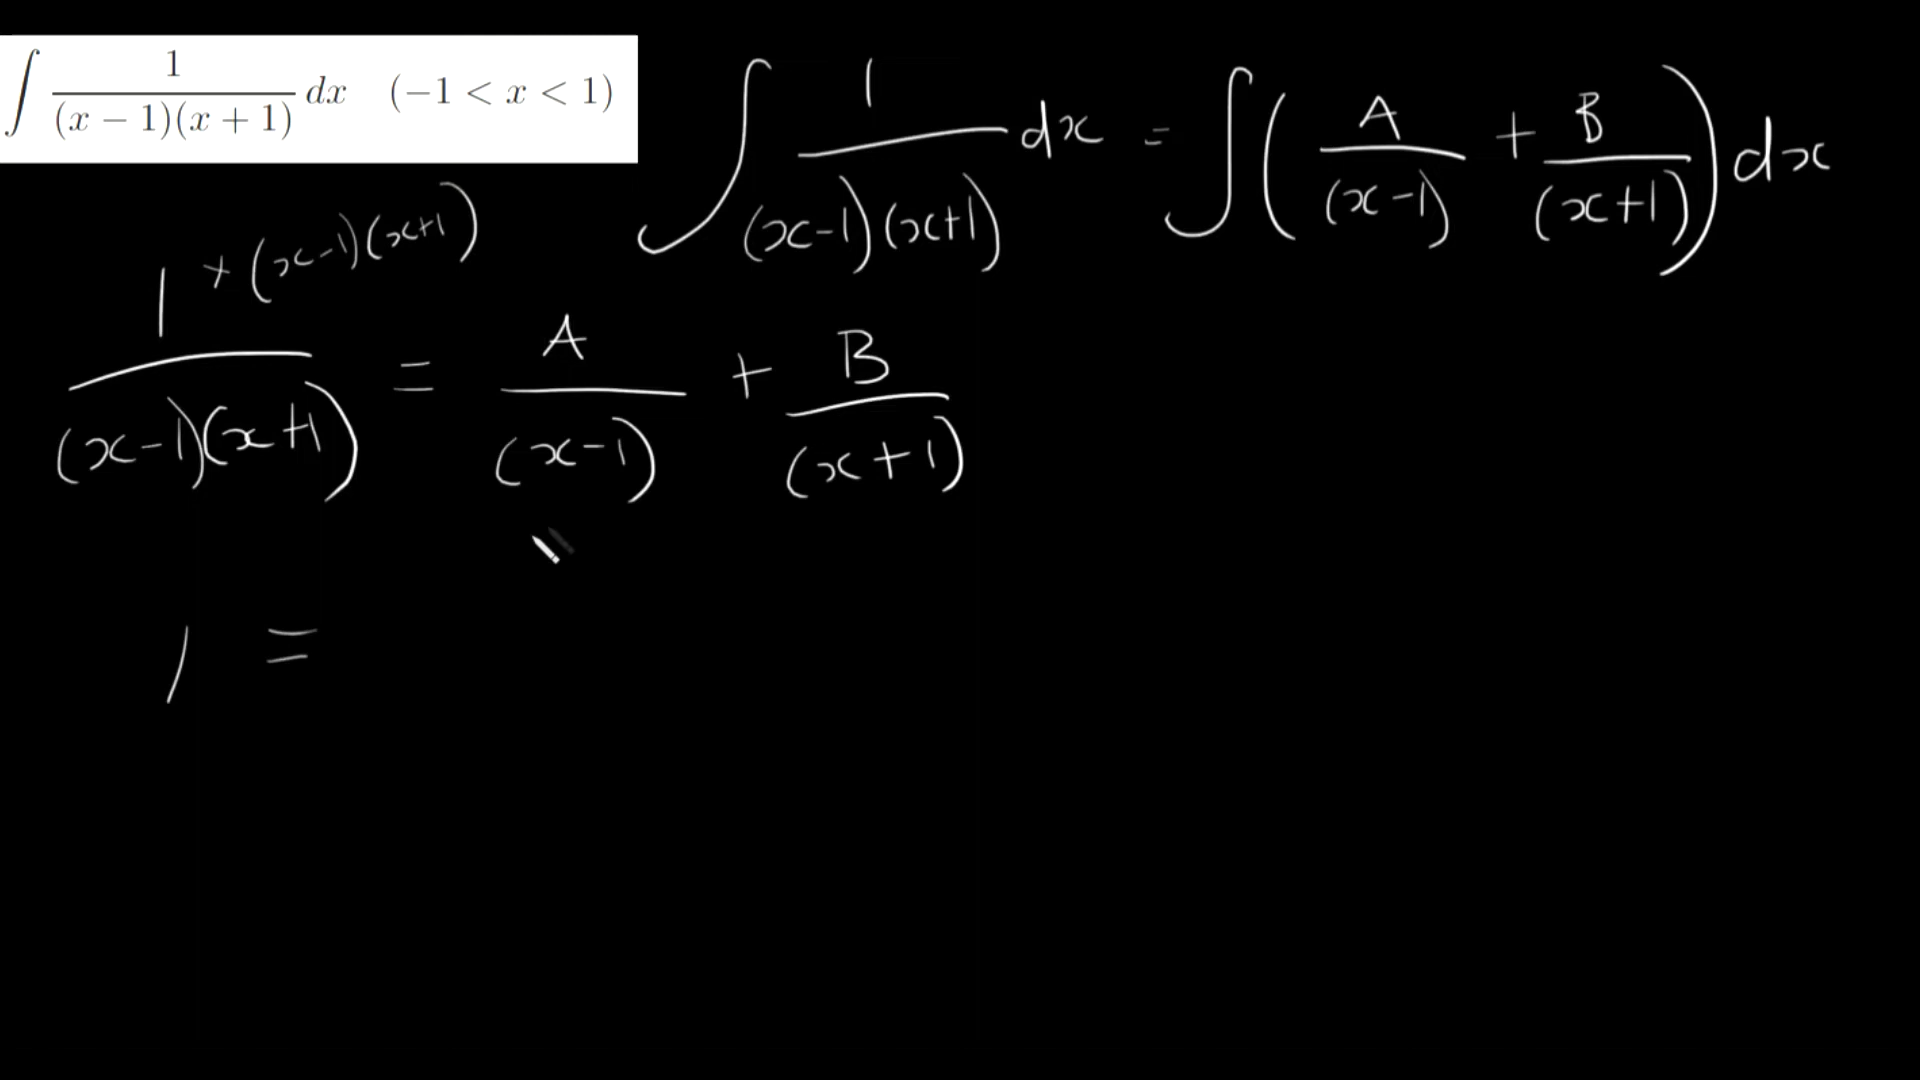 ∫ 1/((x − 1)(x + 1)) dx (−1 < x < 1)
∫ 1/((x-1)(x+1)) dx = ∫ ( A/(x-1) + B/(x+1) ) dx
× (x-1)(x+1)
1/((x-1)(x+1)) = A/(x-1) + B/(x+1)
1 =